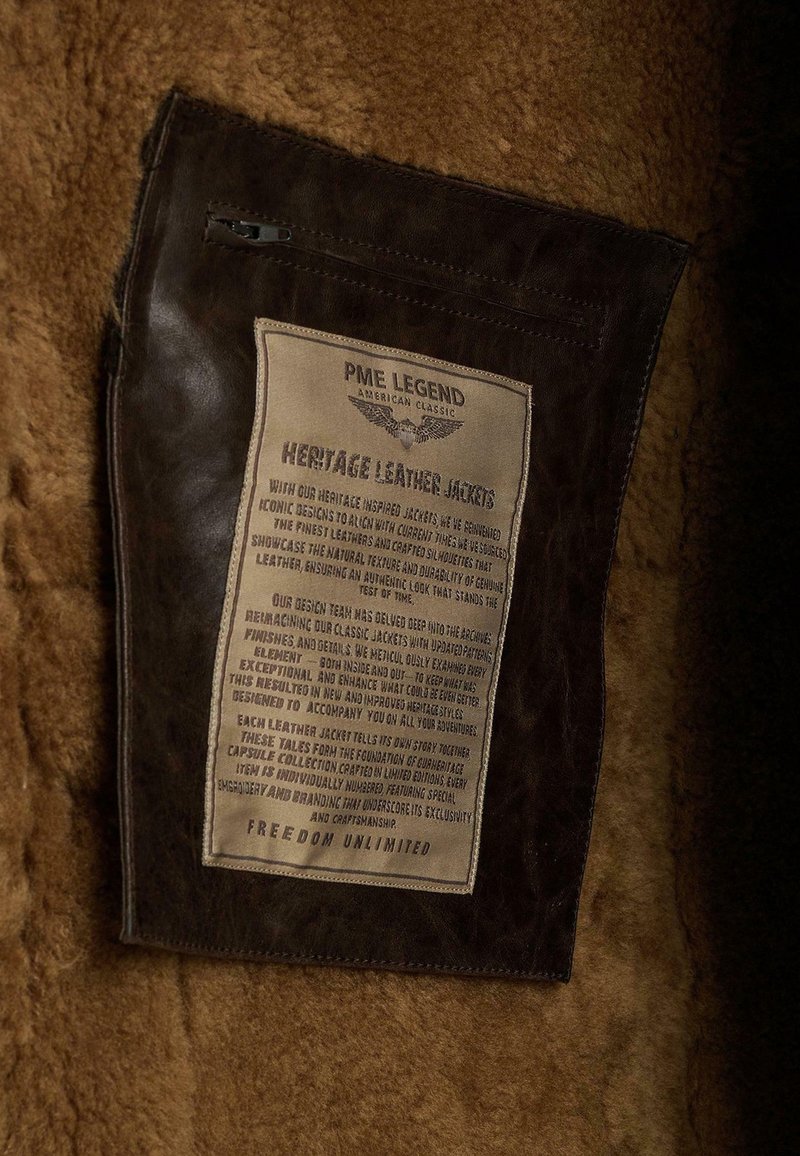 PME LEGEND
AMERICAN CLASSIC
HERITAGE LEATHER JACKETS
WITH OUR HERITAGE INSPIRED JACKETS, WE'VE REINVENTED
ICONIC DESIGNS TO ALIGN WITH CURRENT TIMES. WE'VE SOURCED
THE FINEST LEATHERS AND CRAFTED SILHOUETTES THAT
SHOWCASE THE NATURAL TEXTURE AND DURABILITY OF GENUINE
LEATHER, ENSURING AN AUTHENTIC LOOK THAT STANDS THE
TEST OF TIME.
OUR DESIGN TEAM HAS DELVED DEEP INTO THE ARCHIVES,
REIMAGINING OUR CLASSIC JACKETS WITH UPDATED PATTERNS,
FINISHES, AND DETAILS. WE METICULOUSLY EXAMINED EVERY
ELEMENT — BOTH INSIDE AND OUT— TO KEEP WHAT WAS
EXCEPTIONAL AND ENHANCE WHAT COULD BE EVEN BETTER.
THIS RESULTED IN NEW AND IMPROVED HERITAGE STYLES,
DESIGNED TO ACCOMPANY YOU ON ALL YOUR ADVENTURES.
EACH LEATHER JACKET TELLS ITS OWN STORY. TOGETHER
THESE TALES FORM THE FOUNDATION OF OUR HERITAGE
CAPSULE COLLECTION. CRAFTED IN LIMITED EDITIONS, EVERY
ITEM IS INDIVIDUALLY NUMBERED, FEATURING SPECIAL
EMBROIDERY AND BRANDING THAT UNDERSCORE ITS EXCLUSIVITY
AND CRAFTSMANSHIP.
FREEDOM UNLIMITED